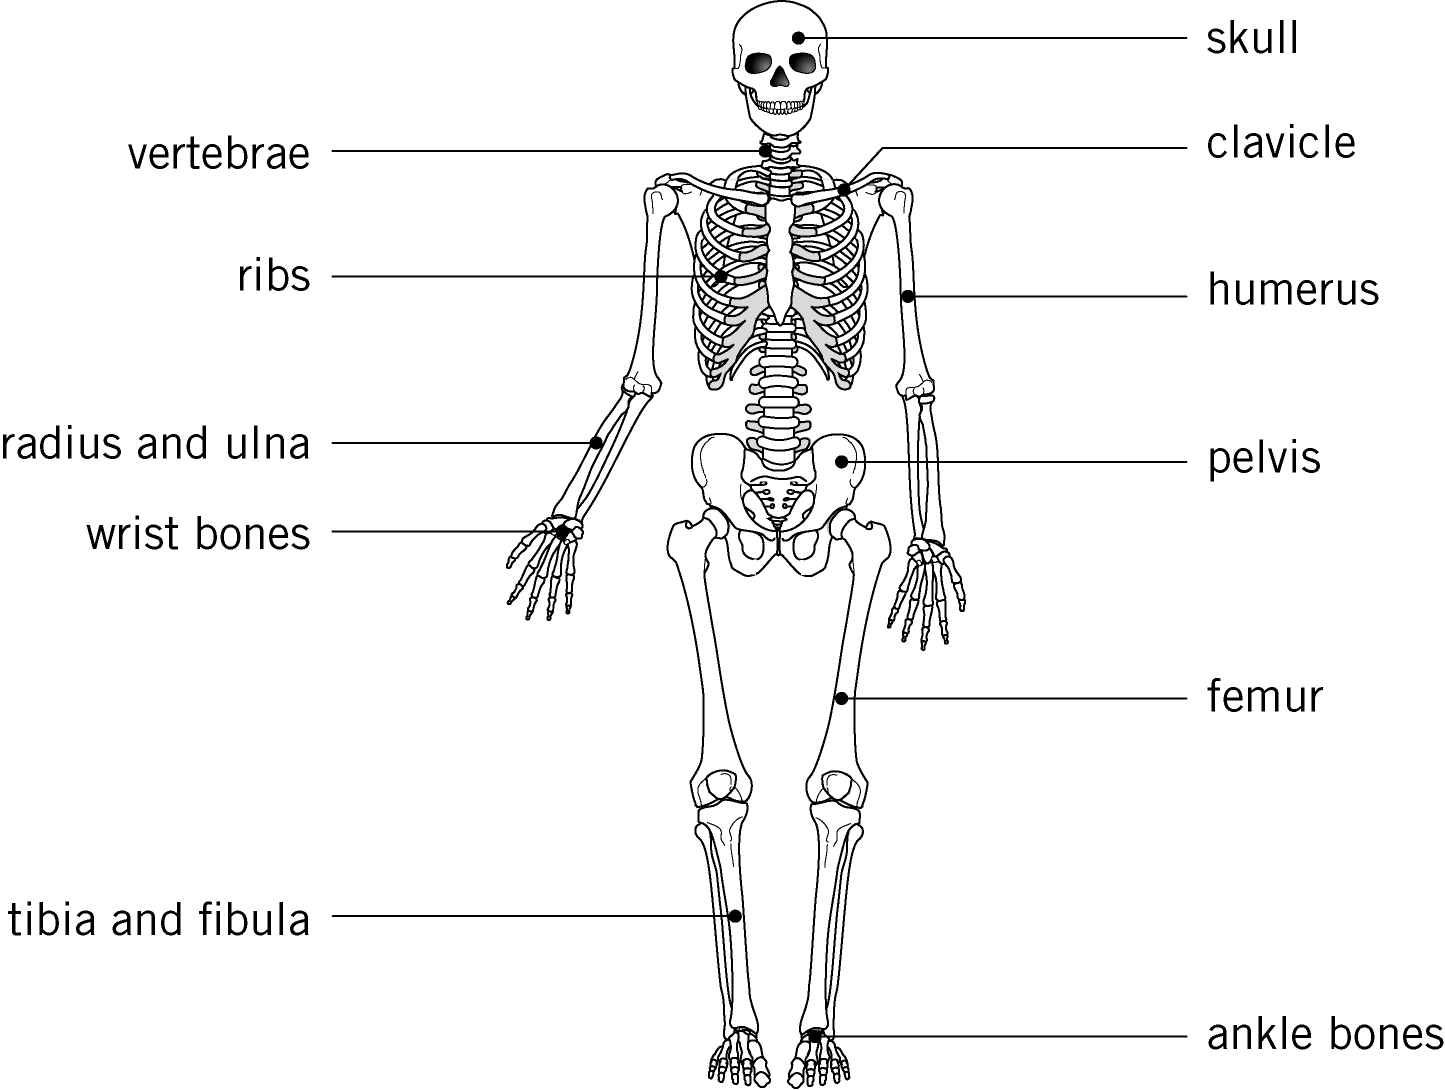 skull
vertebrae
clavicle
ribs
humerus
radius and ulna
pelvis
wrist bones
femur
tibia and fibula
ankle bones